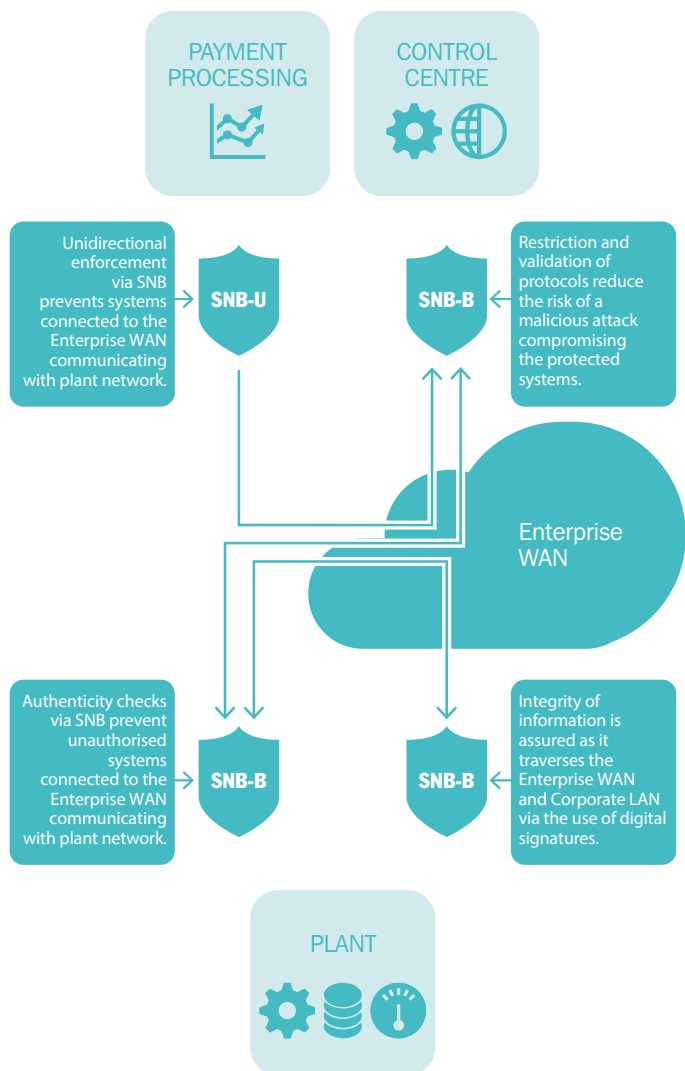 PAYMENT
PROCESSING
CONTROL
CENTRE
Unidirectional
enforcement
via SNB
prevents systems
connected to the
Enterprise WAN
communicating
with plant network.
SNB-U
SNB-B
Restriction and
validation of
protocols reduce
the risk of a
malicious attack
compromising
the protected
systems.
Enterprise
WAN
Authenticity checks
via SNB prevent
unauthorised
systems
connected to the
Enterprise WAN
communicating
with plant network.
SNB-B
SNB-B
Integrity of
information is
assured as it
traverses the
Enterprise WAN
and Corporate LAN
via the use of digital
signatures.
PLANT